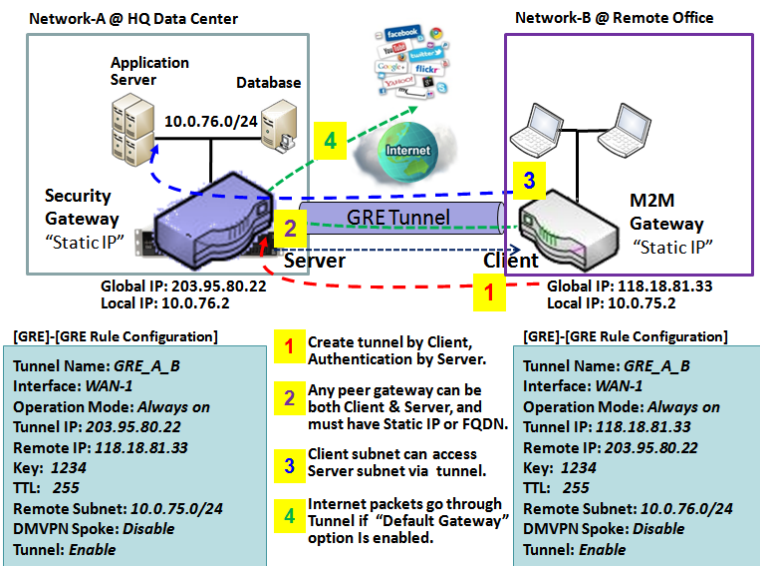 Network-A @ HQ Data Center
Network-B @ Remote Office
Application
Server
Database
10.0.76.0/24
facebook
YouTube
twitter
Google+
flickr
YAHOO!
my
4
Internet
3
Security
Gateway
"Static IP"
2
GRE Tunnel
M2M
Gateway
"Static IP"
Server
Client
1
Global IP: 203.95.80.22
Local IP: 10.0.76.2
Global IP: 118.18.81.33
Local IP: 10.0.75.2
[GRE]-[GRE Rule Configuration]
Tunnel Name: GRE_A_B
Interface: WAN-1
Operation Mode: Always on
Tunnel IP: 203.95.80.22
Remote IP: 118.18.81.33
Key: 1234
TTL: 255
Remote Subnet: 10.0.75.0/24
DMVPN Spoke: Disable
Tunnel: Enable
1
Create tunnel by Client,
Authentication by Server.
2
Any peer gateway can be
both Client & Server, and
must have Static IP or FQDN.
3
Client subnet can access
Server subnet via tunnel.
4
Internet packets go through
Tunnel if "Default Gateway"
option Is enabled.
[GRE]-[GRE Rule Configuration]
Tunnel Name: GRE_A_B
Interface: WAN-1
Operation Mode: Always on
Tunnel IP: 118.18.81.33
Remote IP: 203.95.80.22
Key: 1234
TTL: 255
Remote Subnet: 10.0.76.0/24
DMVPN Spoke: Disable
Tunnel: Enable